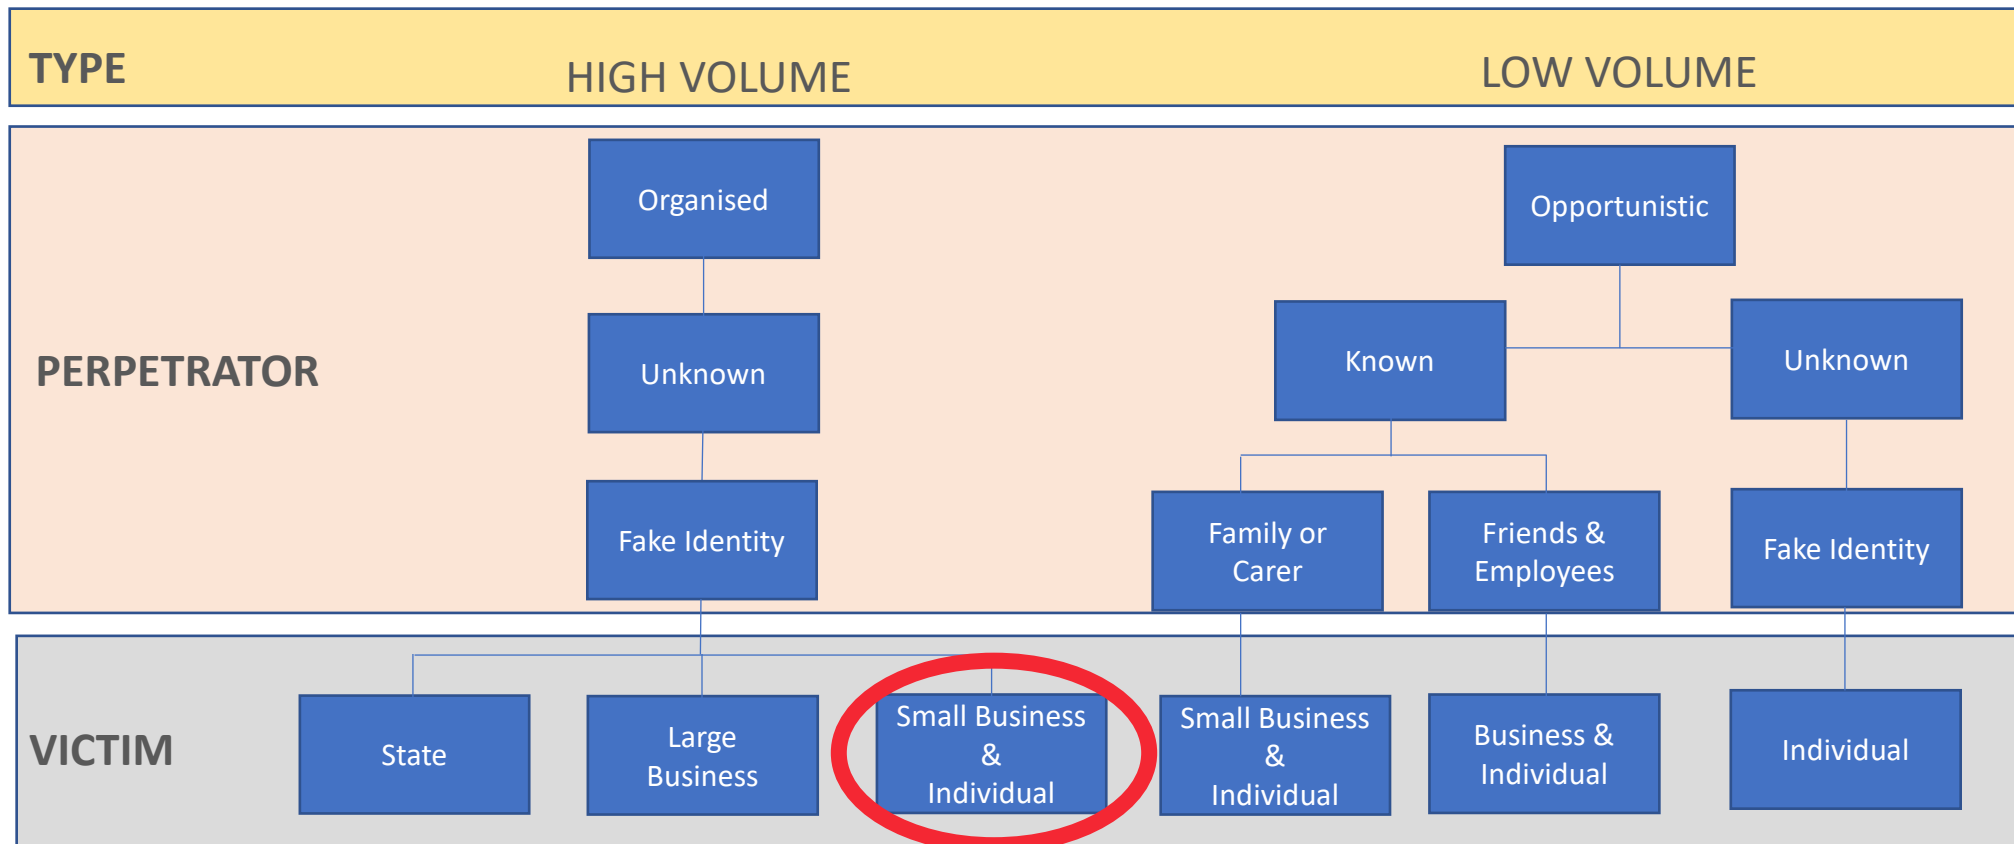 TYPE
HIGH VOLUME
LOW VOLUME
PERPETRATOR
Organised
Opportunistic
Unknown
Known
Unknown
Fake Identity
Family or
Carer
Friends &
Employees
Fake Identity
VICTIM
State
Large
Business
Small Business
&
Individual
Small Business
&
Individual
Business &
Individual
Individual